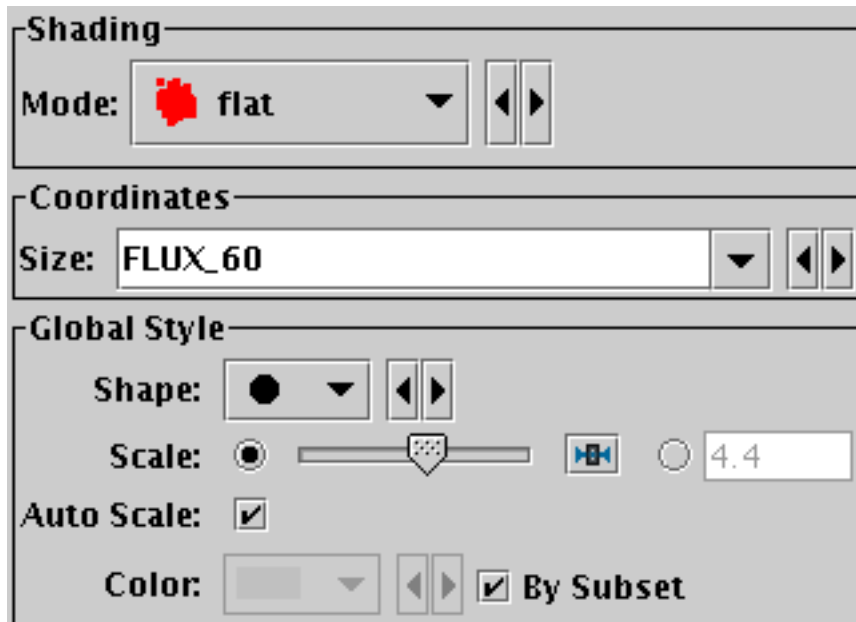 Shading
Mode: flat
Coordinates
Size: FLUX_60
Global Style
Shape:
Scale: 4.4
Auto Scale:
Color: By Subset